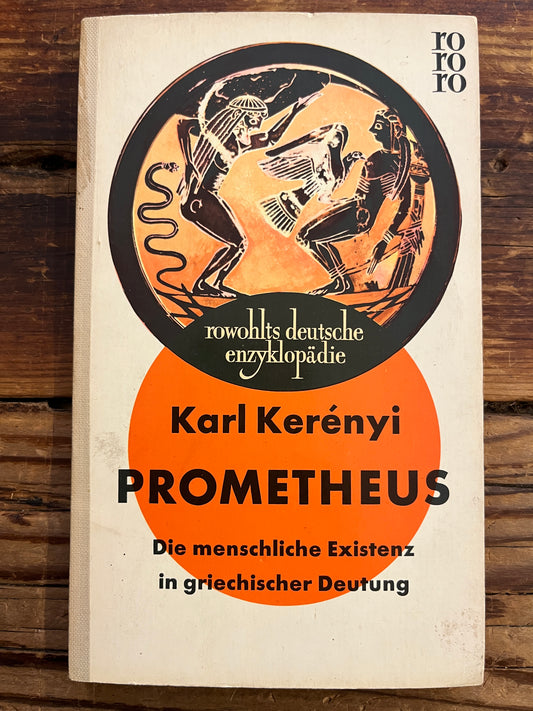 ro
ro
ro
rowohlts deutsche
enzyklopädie
Karl Kerényi
PROMETHEUS
Die menschliche Existenz
in griechischer Deutung